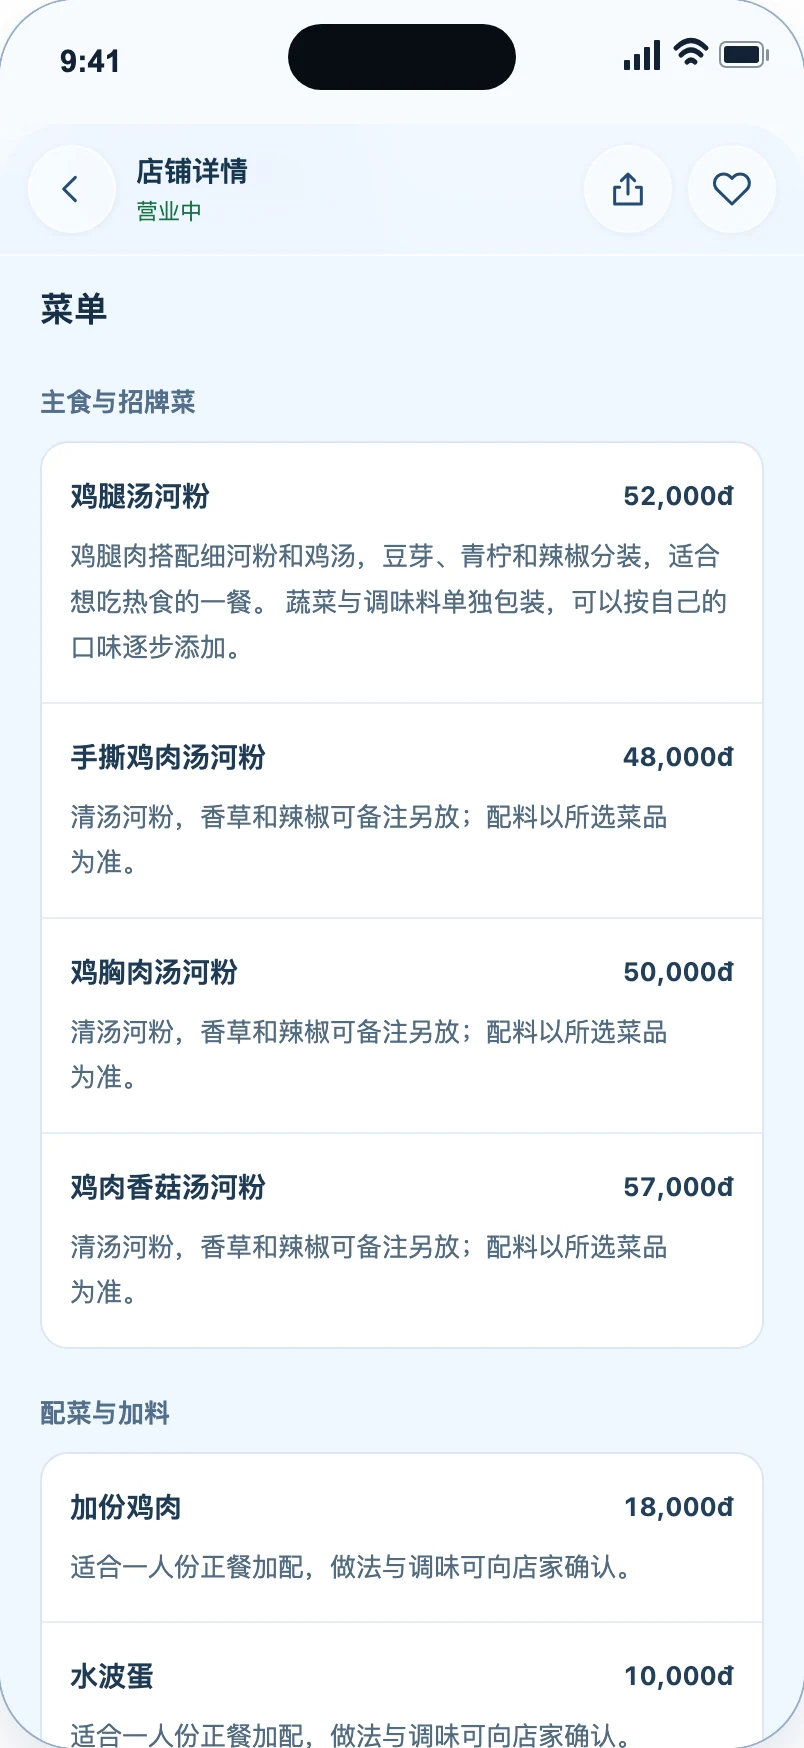 9:41
店铺详情
营业中
菜单
主食与招牌菜
鸡腿汤河粉 52,000đ
鸡腿肉搭配细河粉和鸡汤，豆芽、青柠和辣椒分装，适合
想吃热食的一餐。 蔬菜与调味料单独包装，可以按自己的
口味逐步添加。
手撕鸡肉汤河粉 48,000đ
清汤河粉，香草和辣椒可备注另放；配料以所选菜品
为准。
鸡胸肉汤河粉 50,000đ
清汤河粉，香草和辣椒可备注另放；配料以所选菜品
为准。
鸡肉香菇汤河粉 57,000đ
清汤河粉，香草和辣椒可备注另放；配料以所选菜品
为准。
配菜与加料
加份鸡肉 18,000đ
适合一人份正餐加配，做法与调味可向店家确认。
水波蛋 10,000đ
适合一人份正餐加配，做法与调味可向店家确认。